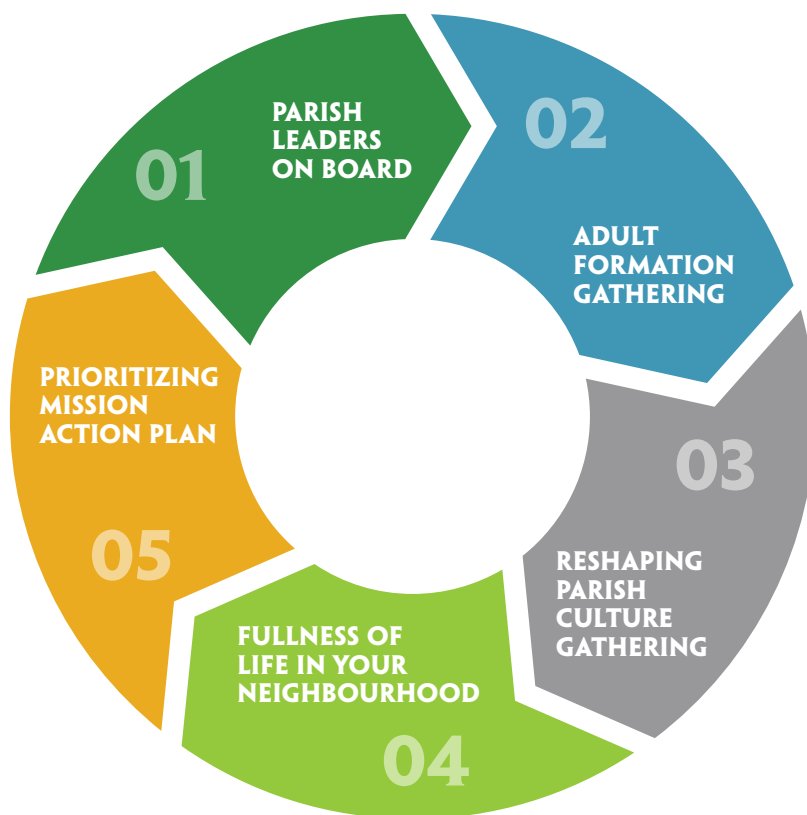 01
PARISH
LEADERS
ON BOARD
02
ADULT
FORMATION
GATHERING
03
RESHAPING
PARISH
CULTURE
GATHERING
FULLNESS OF
LIFE IN YOUR
NEIGHBOURHOOD
04
PRIORITIZING
MISSION
ACTION PLAN
05